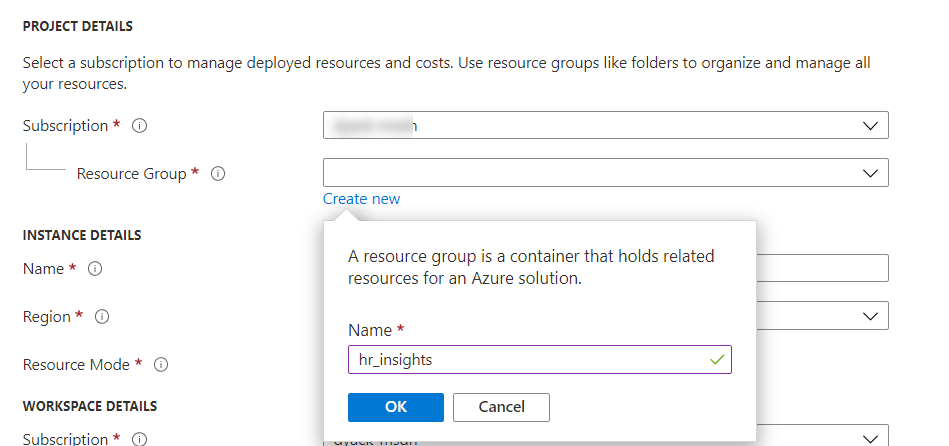 PROJECT DETAILS
Select a subscription to manage deployed resources and costs. Use resource groups like folders to organize and manage all
your resources.
Subscription *
Resource Group *
Create new
A resource group is a container that holds related
resources for an Azure solution.
Name *
hr_insights
OK Cancel
INSTANCE DETAILS
Name *
Region *
Resource Mode *
WORKSPACE DETAILS
Subscription *